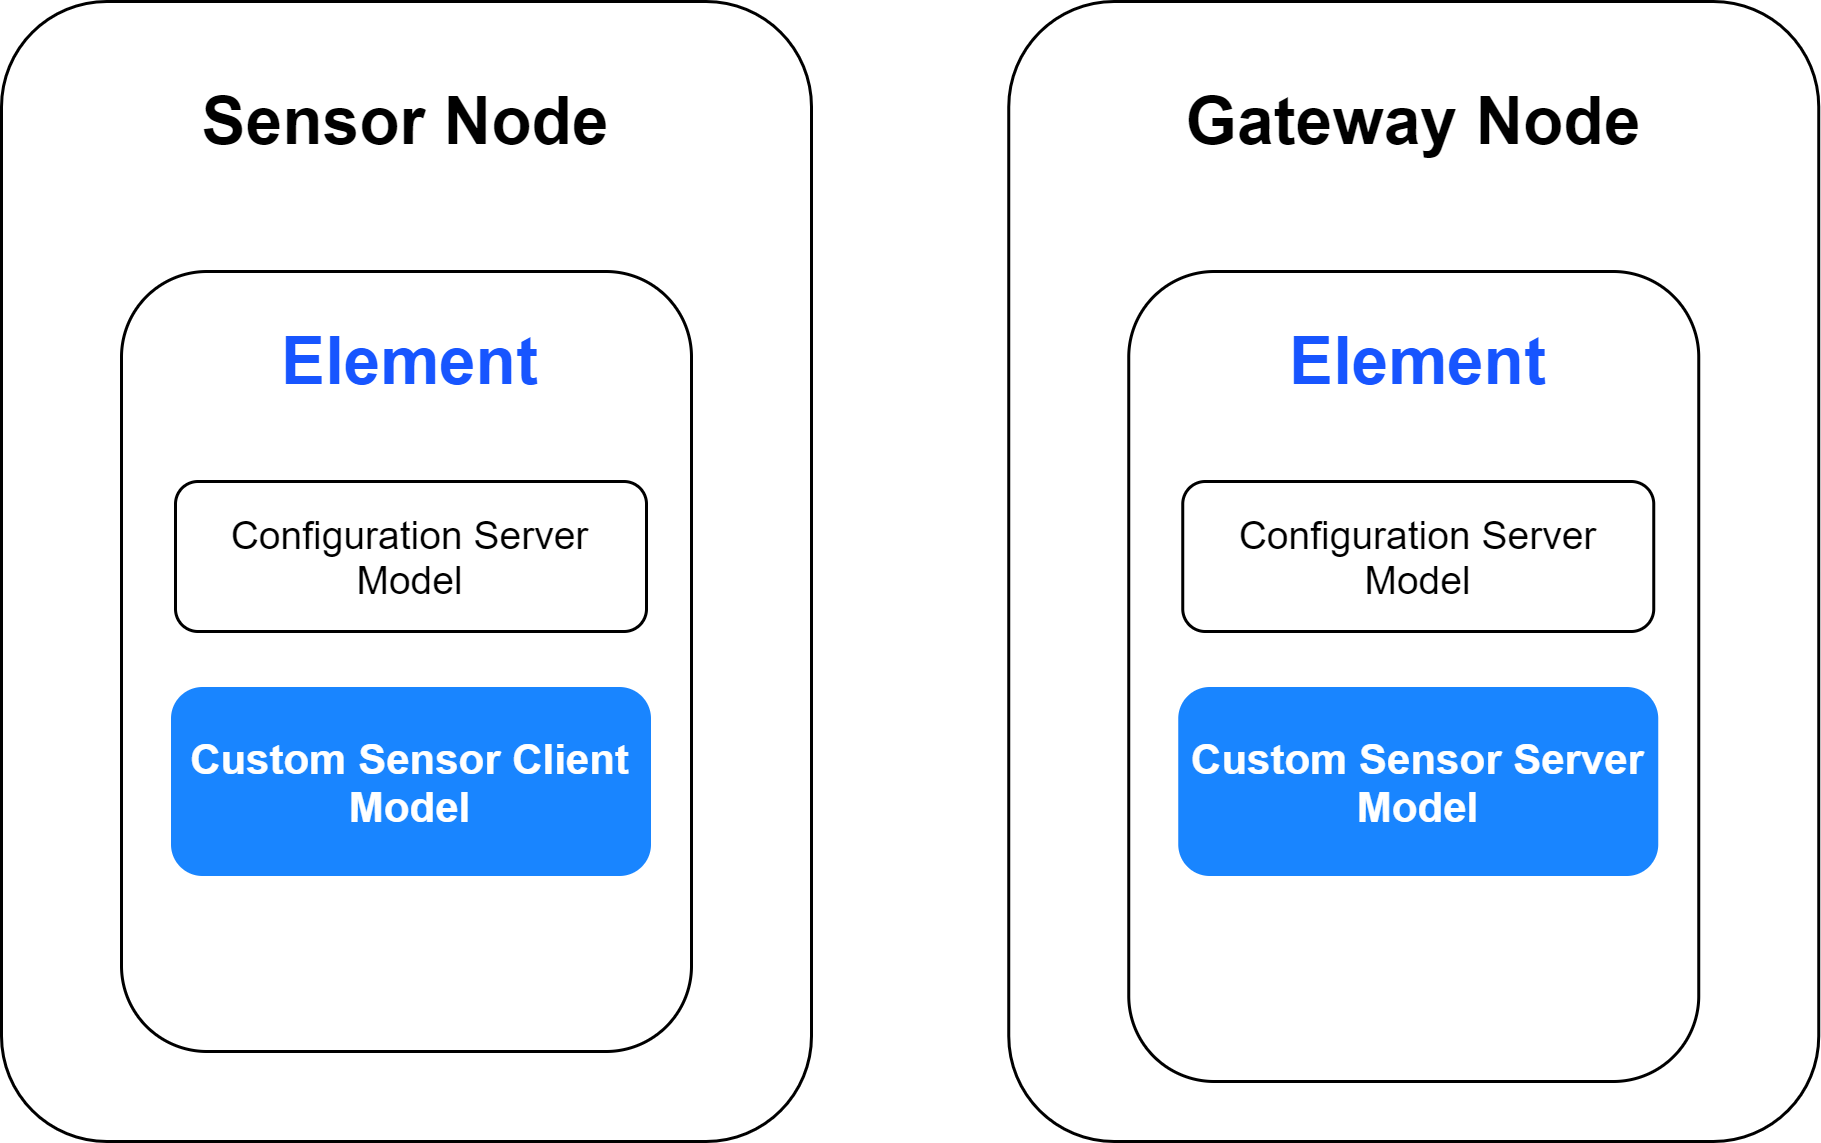 Sensor Node
Element
Configuration Server
Model
Custom Sensor Client
Model
Gateway Node
Element
Configuration Server
Model
Custom Sensor Server
Model